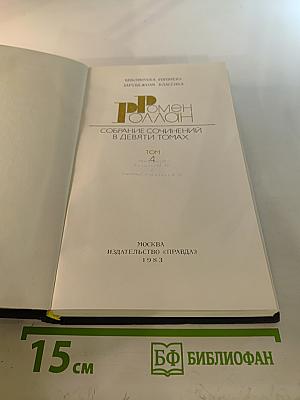 БИБЛИОТЕКА «ОГОНЕК»
ЗАРУБЕЖНАЯ КЛАССИКА
Ромен
Роллан
СОБРАНИЕ СОЧИНЕНИЙ
В ДЕВЯТИ ТОМАХ
ТОМ
4
МОСКВА
ИЗДАТЕЛЬСТВО «ПРАВДА»
1983
15 СМ
БФ БИБЛИОФАН